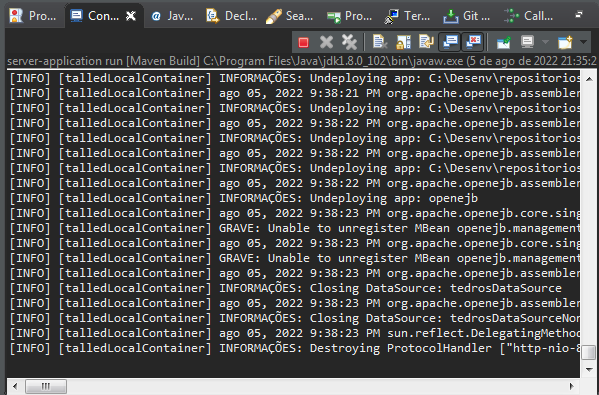 Pro... Con... Jav... Decl... Sea... Pro... Ter... Git ... Call...
server-application run [Maven Build] C:\Program Files\Java\jdk1.8.0_102\bin\javaw.exe (5 de ago de 2022 21:35:2
[INFO] [talledLocalContainer] INFORMAÇÕES: Undeploying app: C:\Desenv\repositorios
[INFO] [talledLocalContainer] ago 05, 2022 9:38:21 PM org.apache.openejb.assembler
[INFO] [talledLocalContainer] INFORMAÇÕES: Undeploying app: C:\Desenv\repositorios
[INFO] [talledLocalContainer] ago 05, 2022 9:38:22 PM org.apache.openejb.assembler
[INFO] [talledLocalContainer] INFORMAÇÕES: Undeploying app: C:\Desenv\repositorios
[INFO] [talledLocalContainer] ago 05, 2022 9:38:22 PM org.apache.openejb.assembler
[INFO] [talledLocalContainer] INFORMAÇÕES: Undeploying app: C:\Desenv\repositorios
[INFO] [talledLocalContainer] ago 05, 2022 9:38:22 PM org.apache.openejb.assembler
[INFO] [talledLocalContainer] INFORMAÇÕES: Undeploying app: openejb
[INFO] [talledLocalContainer] ago 05, 2022 9:38:23 PM org.apache.openejb.core.sing
[INFO] [talledLocalContainer] GRAVE: Unable to unregister MBean openejb.management
[INFO] [talledLocalContainer] ago 05, 2022 9:38:23 PM org.apache.openejb.core.sing
[INFO] [talledLocalContainer] GRAVE: Unable to unregister MBean openejb.management
[INFO] [talledLocalContainer] ago 05, 2022 9:38:23 PM org.apache.openejb.assembler
[INFO] [talledLocalContainer] INFORMAÇÕES: Closing DataSource: tedrosDataSource
[INFO] [talledLocalContainer] ago 05, 2022 9:38:23 PM org.apache.openejb.assembler
[INFO] [talledLocalContainer] INFORMAÇÕES: Closing DataSource: tedrosDataSourceNon
[INFO] [talledLocalContainer] ago 05, 2022 9:38:23 PM sun.reflect.DelegatingMethod
[INFO] [talledLocalContainer] INFORMAÇÕES: Destroying ProtocolHandler ["http-nio-8